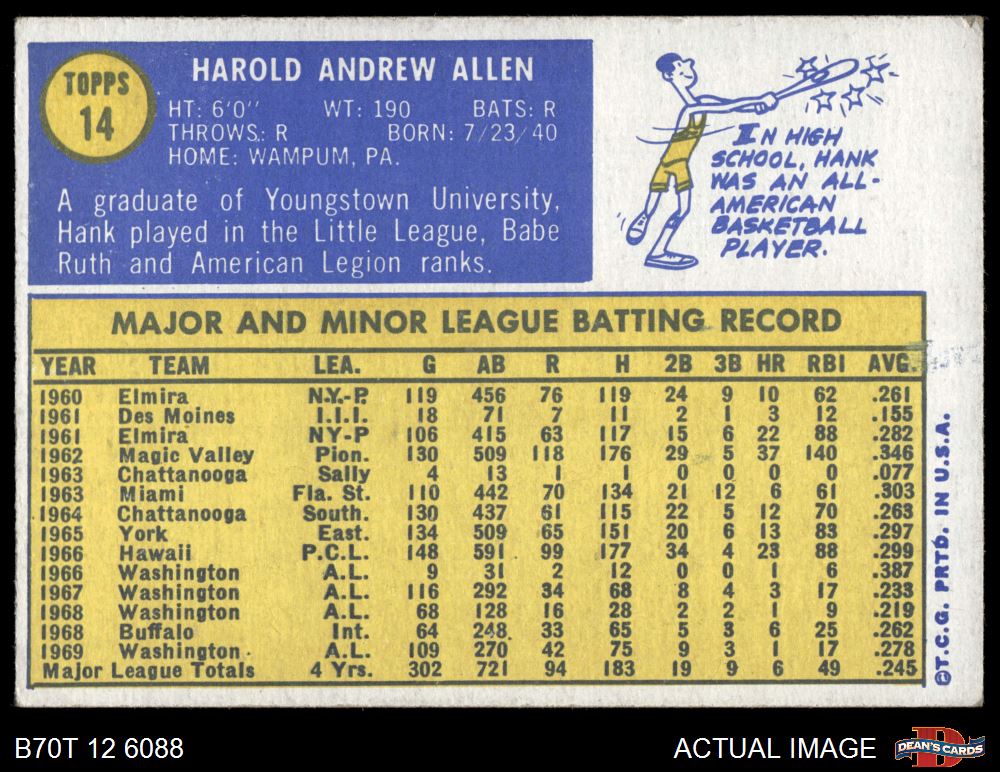 TOPPS
14
HAROLD ANDREW ALLEN
HT: 6'0'' WT: 190 BATS: R
THROWS: R BORN: 7/23/40
HOME: WAMPUM, PA.
A graduate of Youngstown University,
Hank played in the Little League, Babe
Ruth and American Legion ranks.
IN HIGH
SCHOOL, HANK
WAS AN ALL-
AMERICAN
BASKETBALL
PLAYER.
MAJOR AND MINOR LEAGUE BATTING RECORD
YEAR TEAM LEA. G AB R H 2B 3B HR RBI AVG.
1960 Elmira N.Y.-P. 119 456 76 119 24 9 10 62 .261
1961 Des Moines I.I.I. 18 71 7 11 2 1 3 12 .155
1961 Elmira NY-P 106 415 63 117 15 6 22 88 .282
1962 Magic Valley Pion. 130 509 118 176 29 5 37 140 .346
1963 Chattanooga Sally 4 13 1 1 0 0 0 0 .077
1963 Miami Fla. St. 110 442 70 134 21 12 6 61 .303
1964 Chattanooga South. 130 437 61 115 22 5 12 70 .263
1965 York East. 134 509 65 151 20 6 13 83 .297
1966 Hawaii P.C.L. 148 591 99 177 34 4 23 88 .299
1966 Washington A.L. 9 31 2 12 0 0 1 6 .387
1967 Washington A.L. 116 292 34 68 8 4 3 17 .233
1968 Washington A.L. 68 128 16 28 2 2 1 9 .219
1968 Buffalo Int. 64 248 33 65 5 3 6 25 .262
1969 Washington A.L. 109 270 42 75 9 3 1 17 .278
Major League Totals 4 Yrs. 302 721 94 183 19 9 6 49 .245
©T.C.G. PRTD. IN U.S.A.
B70T 12 6088
ACTUAL IMAGE
D
DEAN'S CARDS